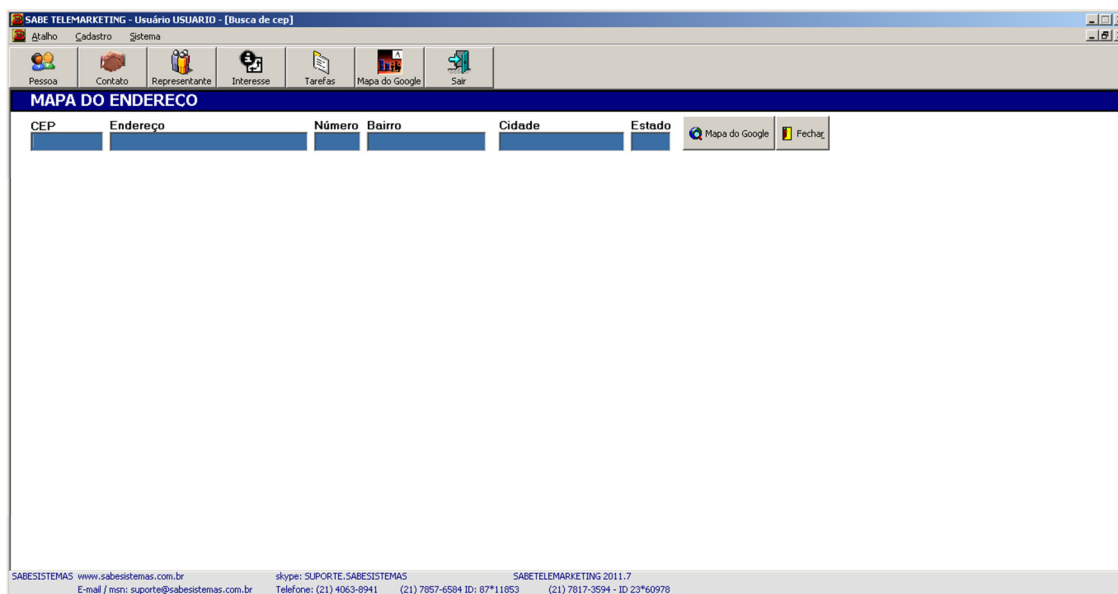 SABE TELEMARKETING - Usuário USUARIO - [Busca de cep]
Atalho Cadastro Sistema
Pessoa Contato Representante Interesse Tarefas Mapa do Google Sair
MAPA DO ENDEREÇO
CEP Endereço Número Bairro Cidade Estado
Mapa do Google Fechar
SABESISTEMAS www.sabesistemas.com.br skype: SUPORTE.SABESISTEMAS SABETELEMARKETING 2011.7
E-mail / msn: suporte@sabesistemas.com.br Telefone: (21) 4063-8941 (21) 7857-6584 ID: 87*11853 (21) 7817-3594 - ID 23*60978